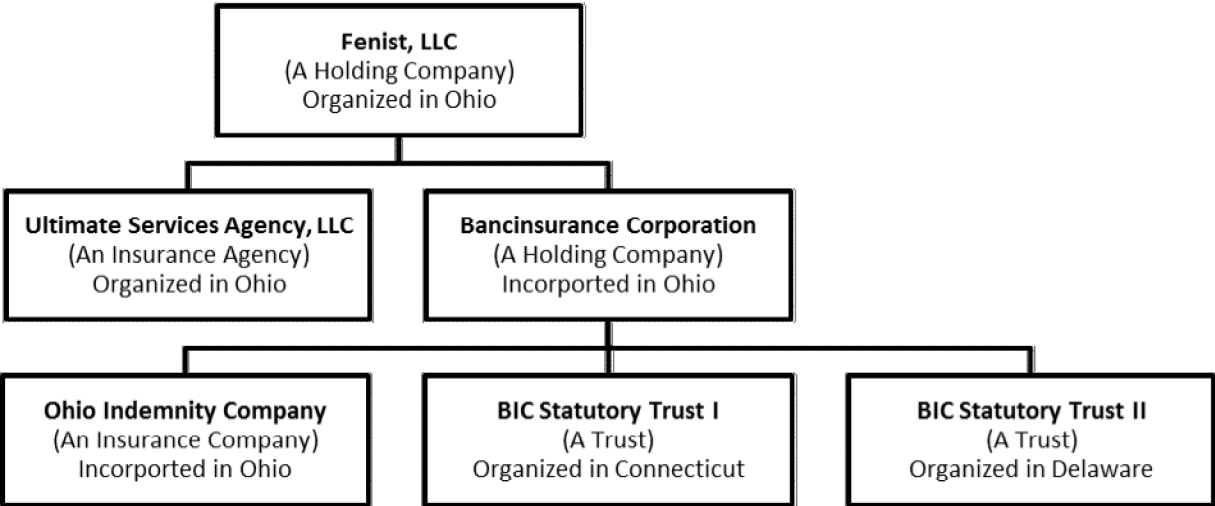 Fenist, LLC
(A Holding Company)
Organized in Ohio
Ultimate Services Agency, LLC
(An Insurance Agency)
Organized in Ohio
Bancinsurance Corporation
(A Holding Company)
Incorported in Ohio
Ohio Indemnity Company
(An Insurance Company)
Incorported in Ohio
BIC Statutory Trust I
(A Trust)
Organized in Connecticut
BIC Statutory Trust II
(A Trust)
Organized in Delaware